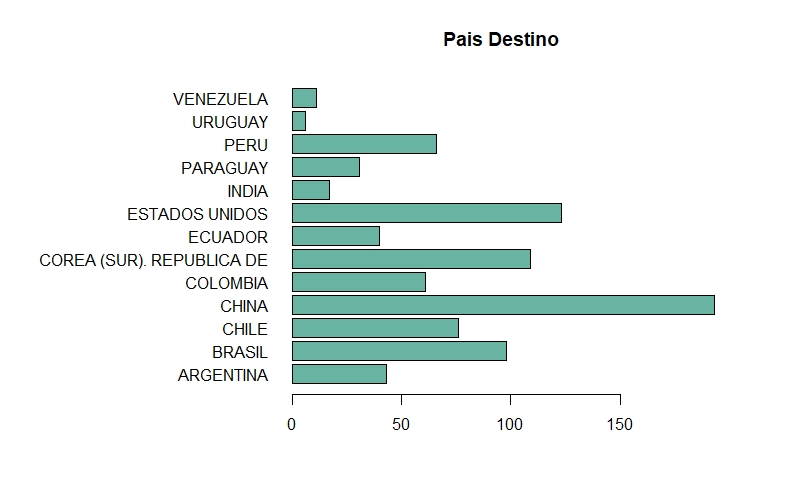 Pais Destino
VENEZUELA
URUGUAY
PERU
PARAGUAY
INDIA
ESTADOS UNIDOS
ECUADOR
COREA (SUR). REPUBLICA DE
COLOMBIA
CHINA
CHILE
BRASIL
ARGENTINA
0 50 100 150